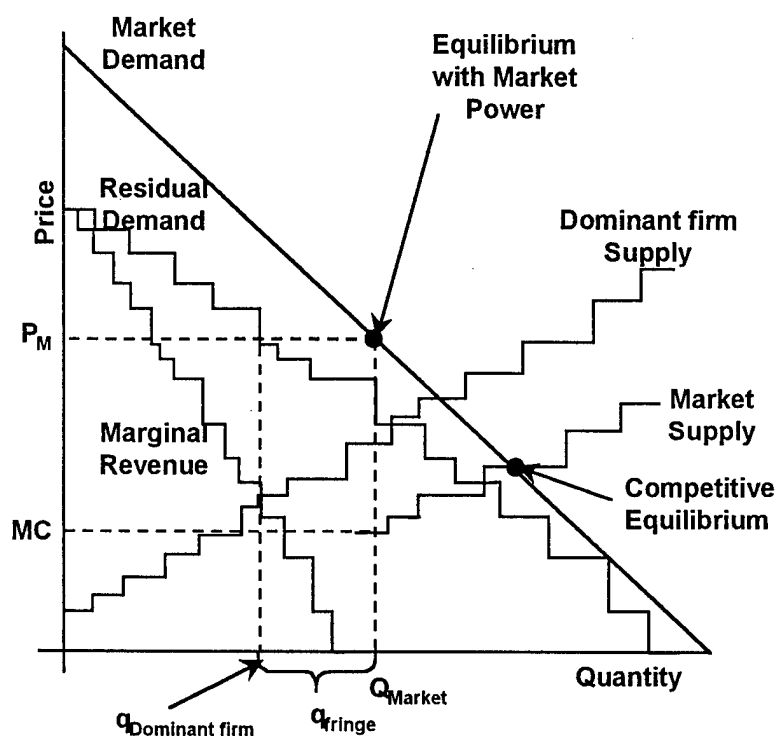 Market
Demand
Equilibrium
with Market
Power
Residual
Demand
Dominant firm
Supply
Price
P_M
Marginal
Revenue
Market
Supply
Competitive
Equilibrium
MC
Quantity
Q_Market
q_Dominant firm
q_fringe